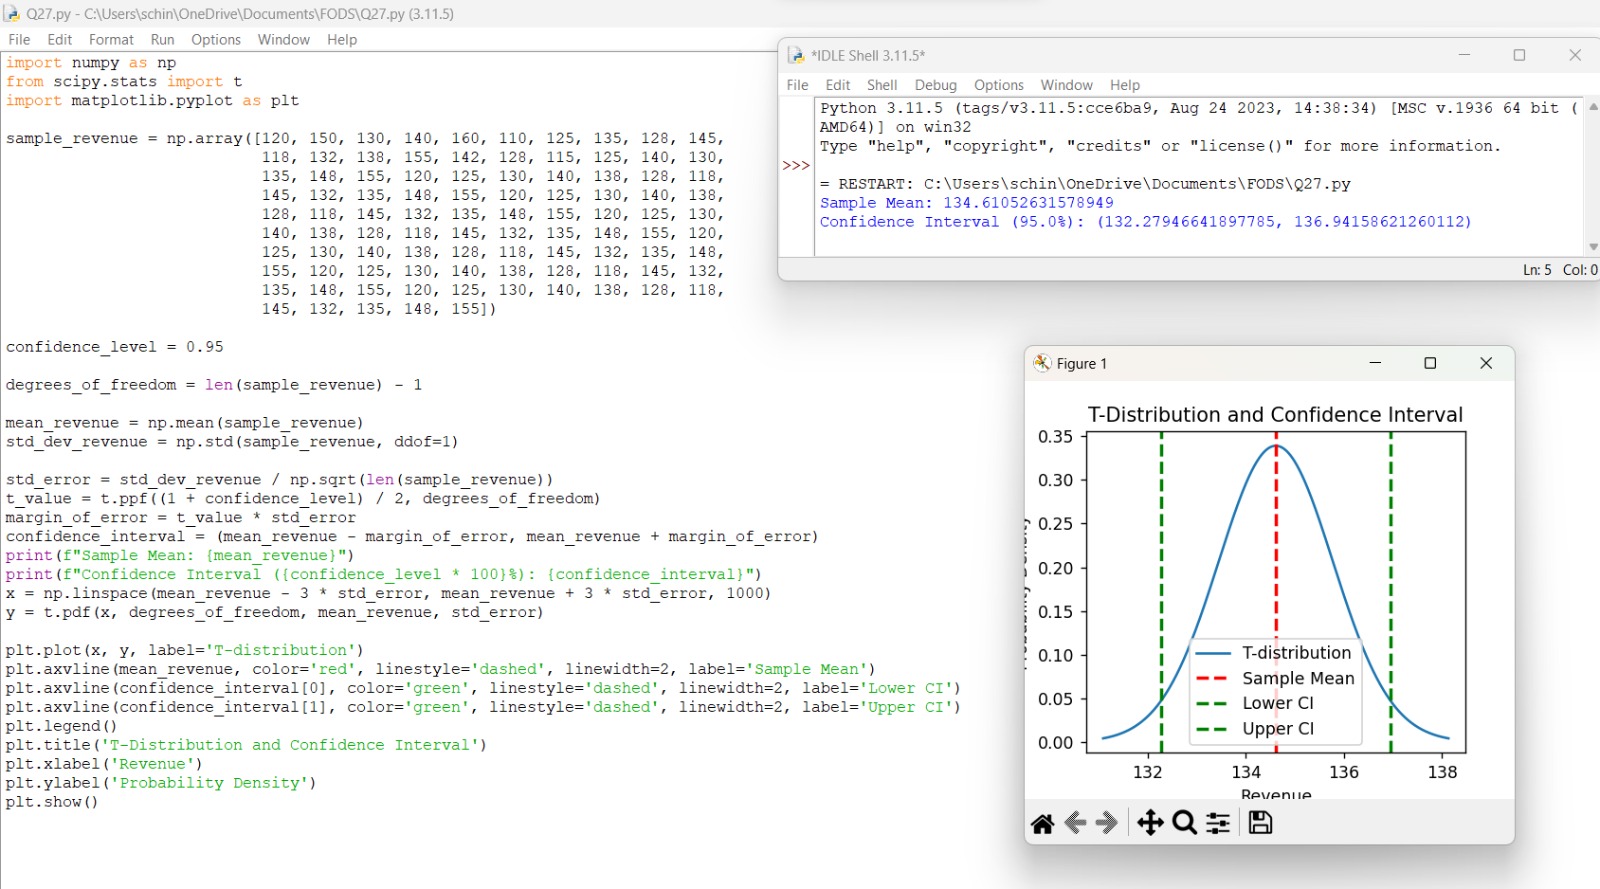 Q27.py - C:\Users\schin\OneDrive\Documents\FODS\Q27.py (3.11.5)
File Edit Format Run Options Window Help
import numpy as np
from scipy.stats import t
import matplotlib.pyplot as plt
sample_revenue = np.array([120, 150, 130, 140, 160, 110, 125, 135, 128, 145,
118, 132, 138, 155, 142, 128, 115, 125, 140, 130,
135, 148, 155, 120, 125, 130, 140, 138, 128, 118,
145, 132, 135, 148, 155, 120, 125, 130, 140, 138,
128, 118, 145, 132, 135, 148, 155, 120, 125, 130,
140, 138, 128, 118, 145, 132, 135, 148, 155, 120,
125, 130, 140, 138, 128, 118, 145, 132, 135, 148,
155, 120, 125, 130, 140, 138, 128, 118, 145, 132,
135, 148, 155, 120, 125, 130, 140, 138, 128, 118,
145, 132, 135, 148, 155])
confidence_level = 0.95
degrees_of_freedom = len(sample_revenue) - 1
mean_revenue = np.mean(sample_revenue)
std_dev_revenue = np.std(sample_revenue, ddof=1)
std_error = std_dev_revenue / np.sqrt(len(sample_revenue))
t_value = t.ppf((1 + confidence_level) / 2, degrees_of_freedom)
margin_of_error = t_value * std_error
confidence_interval = (mean_revenue - margin_of_error, mean_revenue + margin_of_error)
print(f"Sample Mean: {mean_revenue}")
print(f"Confidence Interval ({confidence_level * 100}%): {confidence_interval}")
x = np.linspace(mean_revenue - 3 * std_error, mean_revenue + 3 * std_error, 1000)
y = t.pdf(x, degrees_of_freedom, mean_revenue, std_error)
plt.plot(x, y, label='T-distribution')
plt.axvline(mean_revenue, color='red', linestyle='dashed', linewidth=2, label='Sample Mean')
plt.axvline(confidence_interval[0], color='green', linestyle='dashed', linewidth=2, label='Lower CI')
plt.axvline(confidence_interval[1], color='green', linestyle='dashed', linewidth=2, label='Upper CI')
plt.legend()
plt.title('T-Distribution and Confidence Interval')
plt.xlabel('Revenue')
plt.ylabel('Probability Density')
plt.show()
*IDLE Shell 3.11.5*
File Edit Shell Debug Options Window Help
Python 3.11.5 (tags/v3.11.5:cce6ba9, Aug 24 2023, 14:38:34) [MSC v.1936 64 bit (
AMD64)] on win32
Type "help", "copyright", "credits" or "license()" for more information.
>>>
= RESTART: C:\Users\schin\OneDrive\Documents\FODS\Q27.py
Sample Mean: 134.61052631578949
Confidence Interval (95.0%): (132.27946641897785, 136.94158621260112)
Ln: 5 Col: 0
Figure 1
T-Distribution and Confidence Interval
0.35
0.30
0.25
0.20
0.15
0.10
0.05
0.00
T-distribution
Sample Mean
Lower CI
Upper CI
132 134 136 138
Revenue